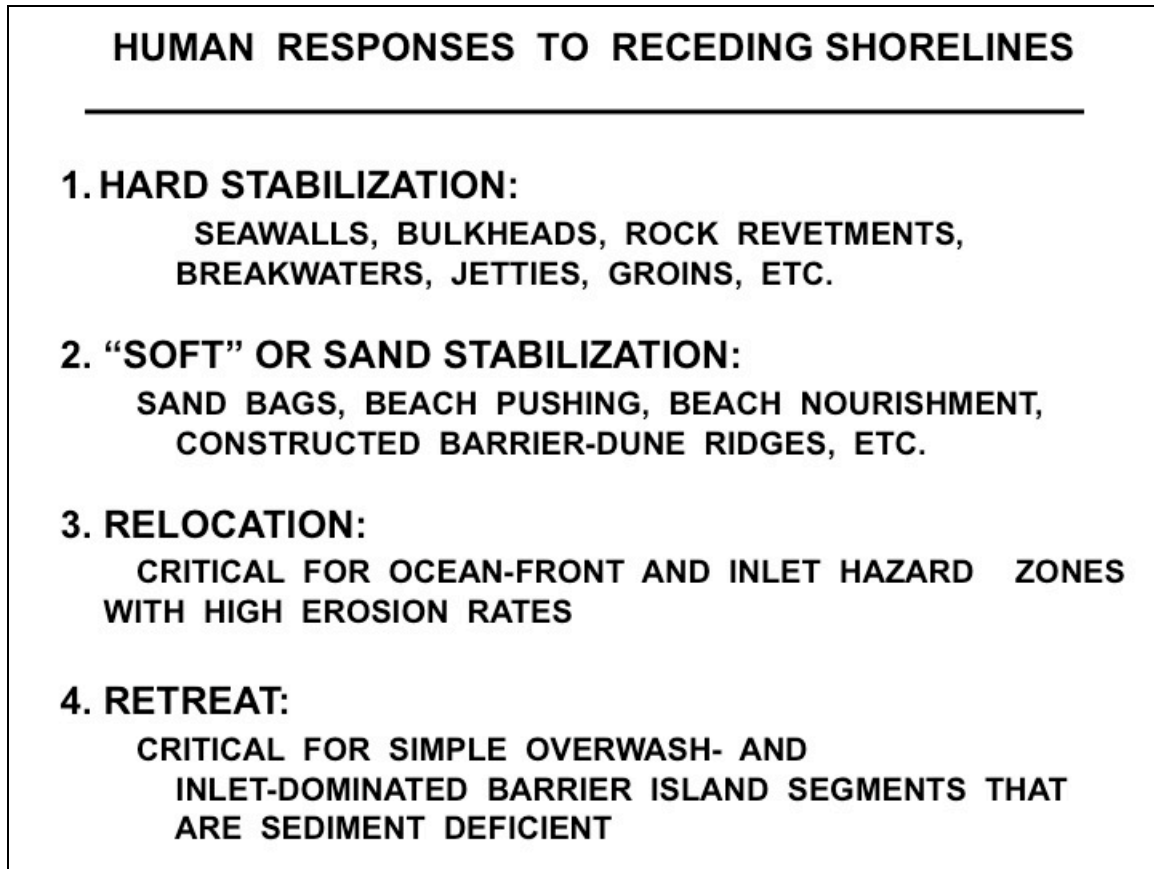 HUMAN RESPONSES TO RECEDING SHORELINES
1. HARD STABILIZATION:
SEAWALLS, BULKHEADS, ROCK REVETMENTS,
BREAKWATERS, JETTIES, GROINS, ETC.
2. “SOFT” OR SAND STABILIZATION:
SAND BAGS, BEACH PUSHING, BEACH NOURISHMENT,
CONSTRUCTED BARRIER-DUNE RIDGES, ETC.
3. RELOCATION:
CRITICAL FOR OCEAN-FRONT AND INLET HAZARD ZONES
WITH HIGH EROSION RATES
4. RETREAT:
CRITICAL FOR SIMPLE OVERWASH- AND
INLET-DOMINATED BARRIER ISLAND SEGMENTS THAT
ARE SEDIMENT DEFICIENT